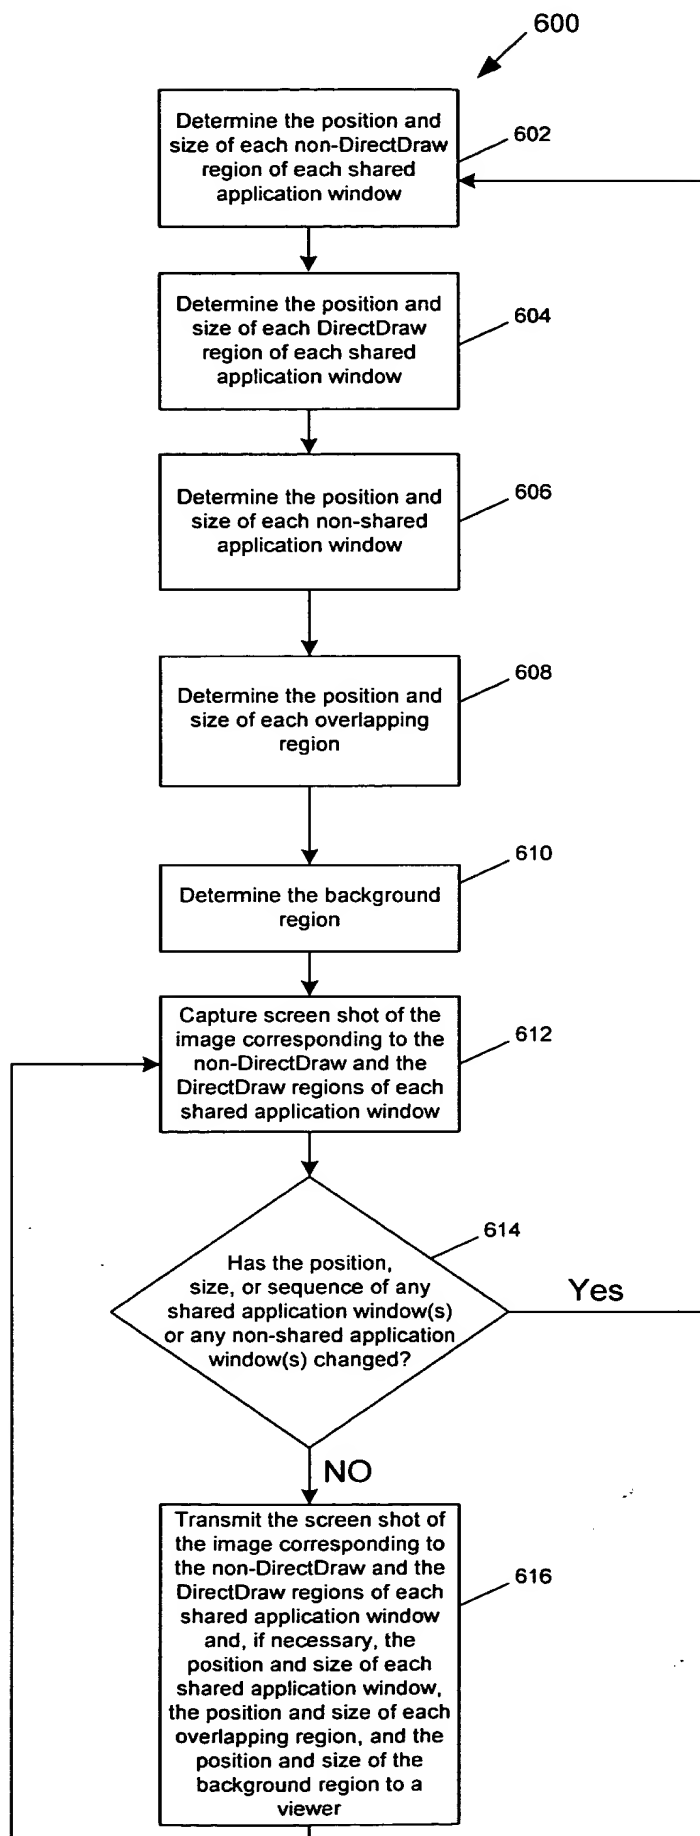 600
Determine the position and
size of each non-DirectDraw
region of each shared
application window
602
Determine the position and
size of each DirectDraw
region of each shared
application window
604
Determine the position and
size of each non-shared
application window
606
Determine the position and
size of each overlapping
region
608
Determine the background
region
610
Capture screen shot of the
image corresponding to the
non-DirectDraw and the
DirectDraw regions of each
shared application window
612
Has the position,
size, or sequence of any
shared application window(s)
or any non-shared application
window(s) changed?
614
Yes
NO
Transmit the screen shot of
the image corresponding to
the non-DirectDraw and the
DirectDraw regions of each
shared application window
and, if necessary, the
position and size of each
shared application window,
the position and size of each
overlapping region, and the
position and size of the
background region to a
viewer
616